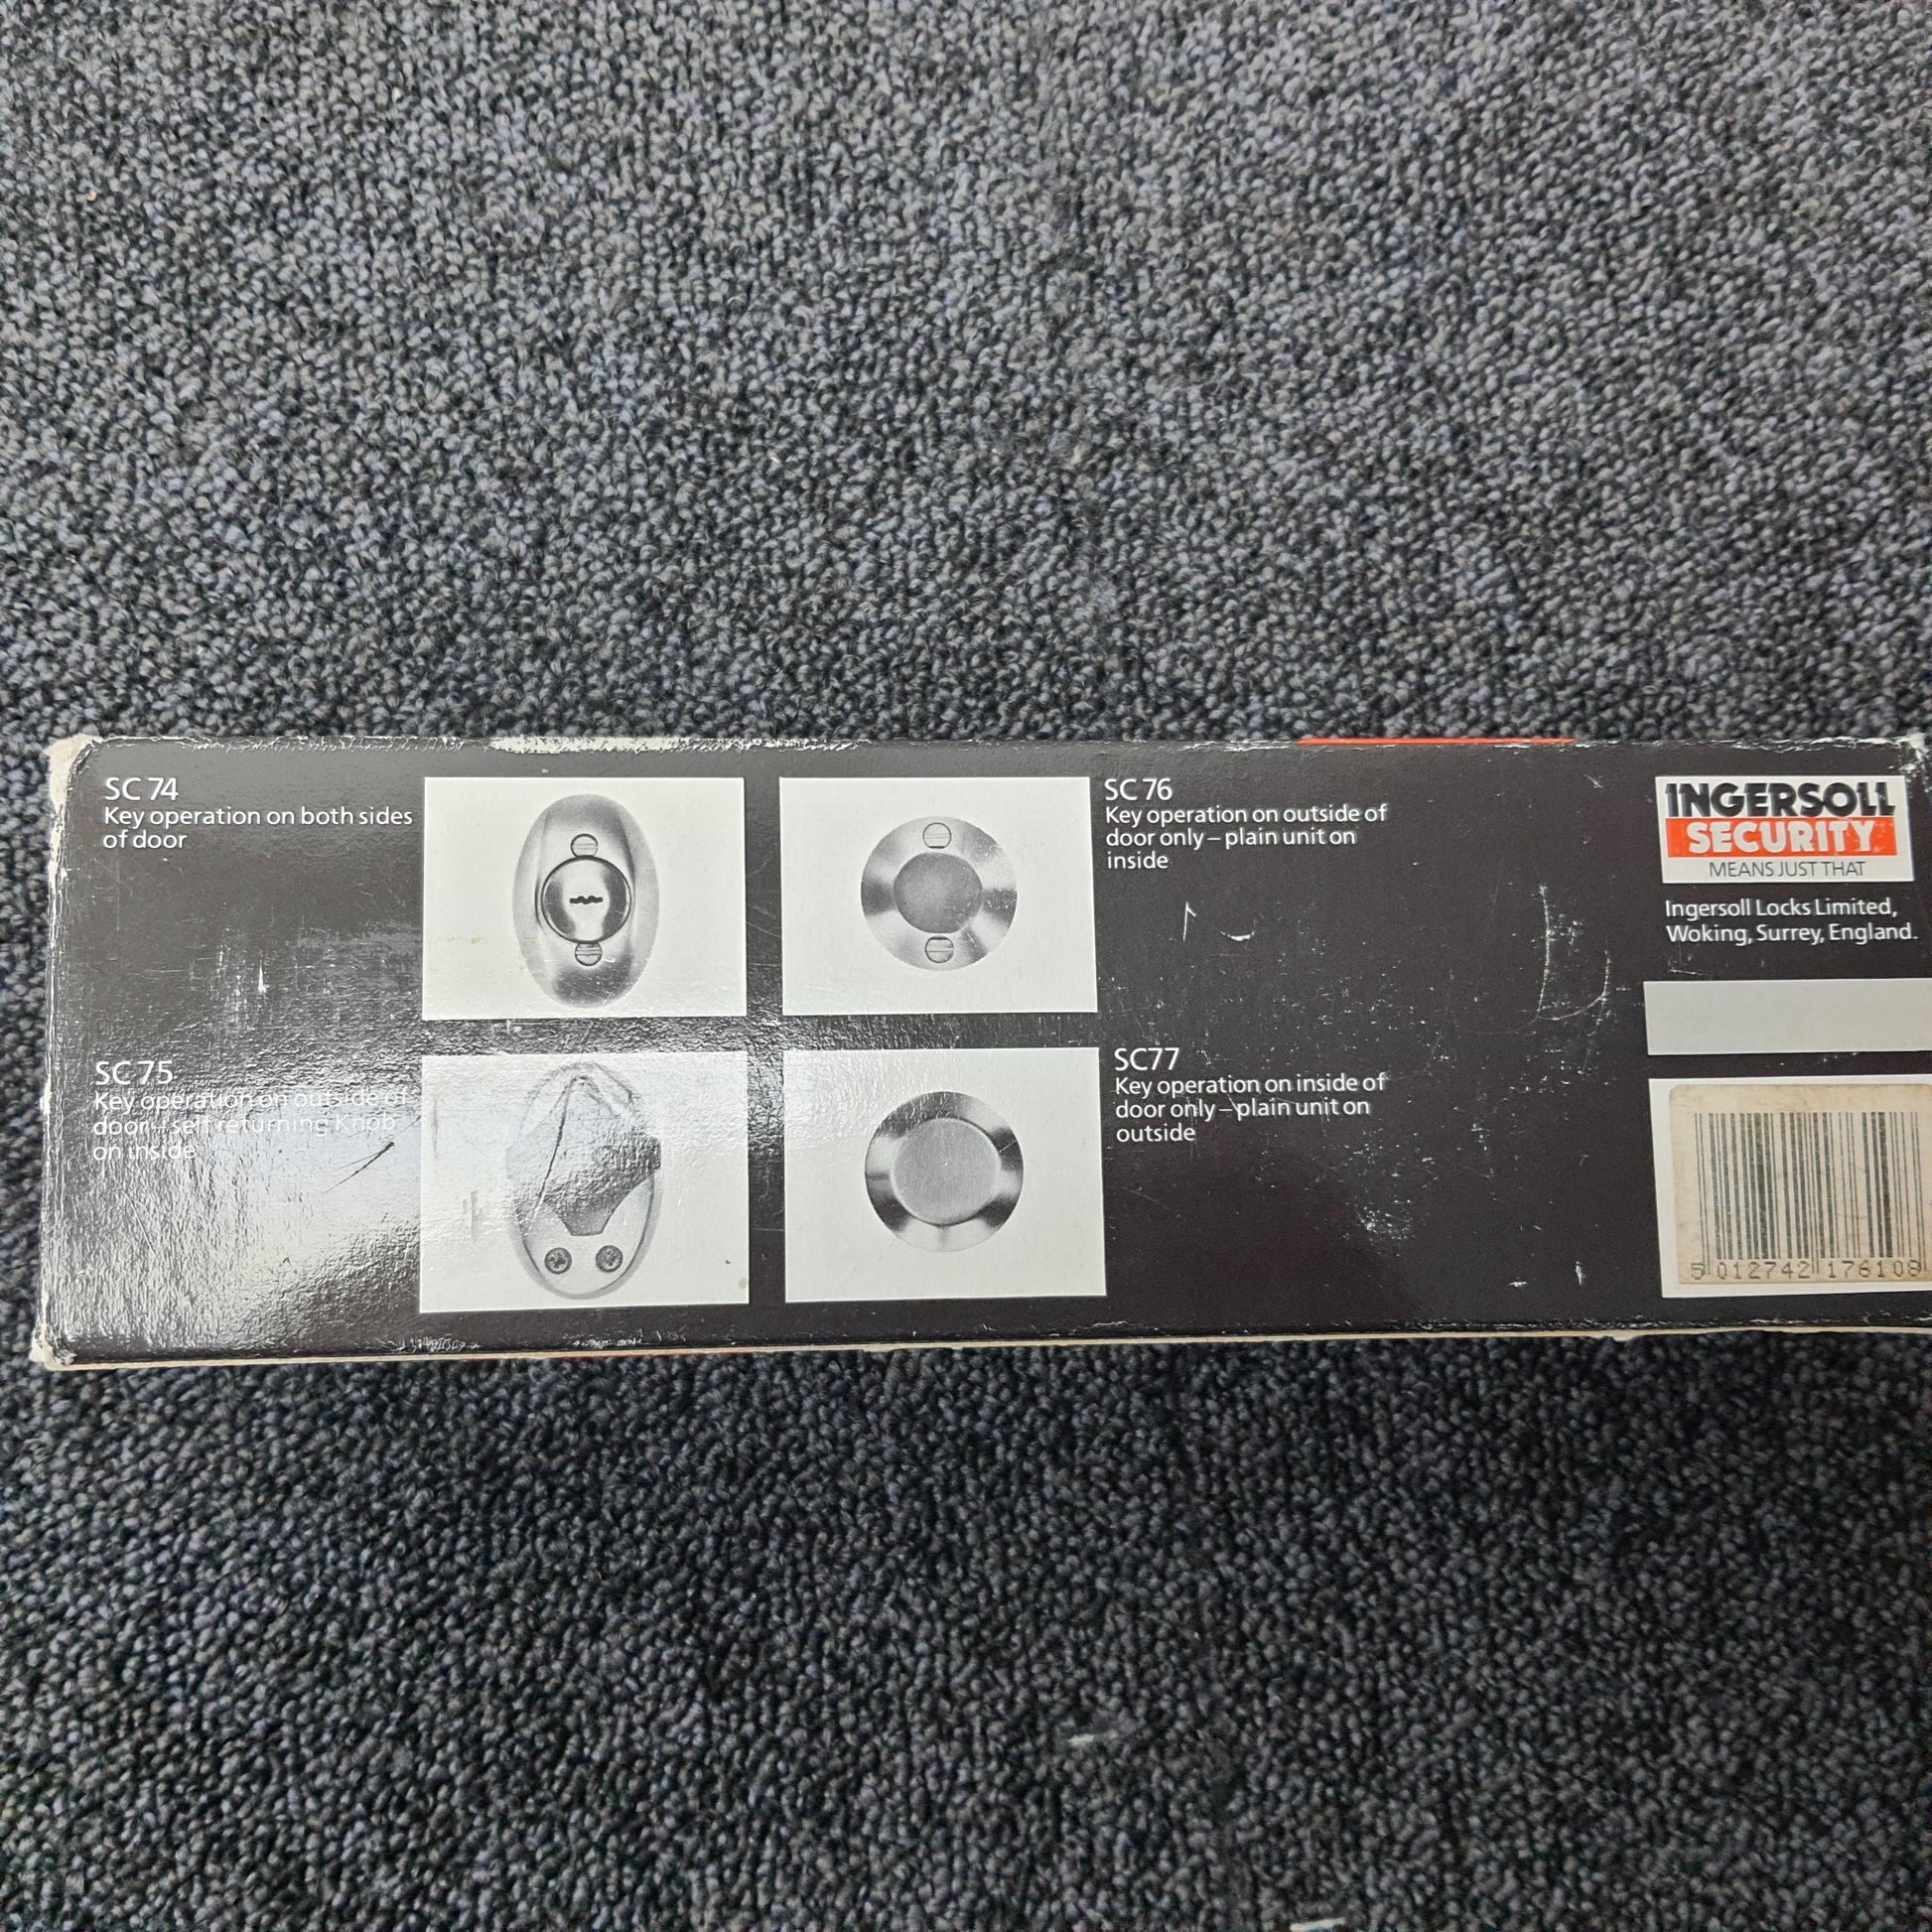 SC 74
Key operation on both sides
of door
SC 75
Key operation on outside of
door – self returning Knob
on inside
SC 76
Key operation on outside of
door only – plain unit on
inside
SC77
Key operation on inside of
door only – plain unit on
outside
INGERSOLL
SECURITY
MEANS JUST THAT
Ingersoll Locks Limited,
Woking, Surrey, England.
5 012742 176108